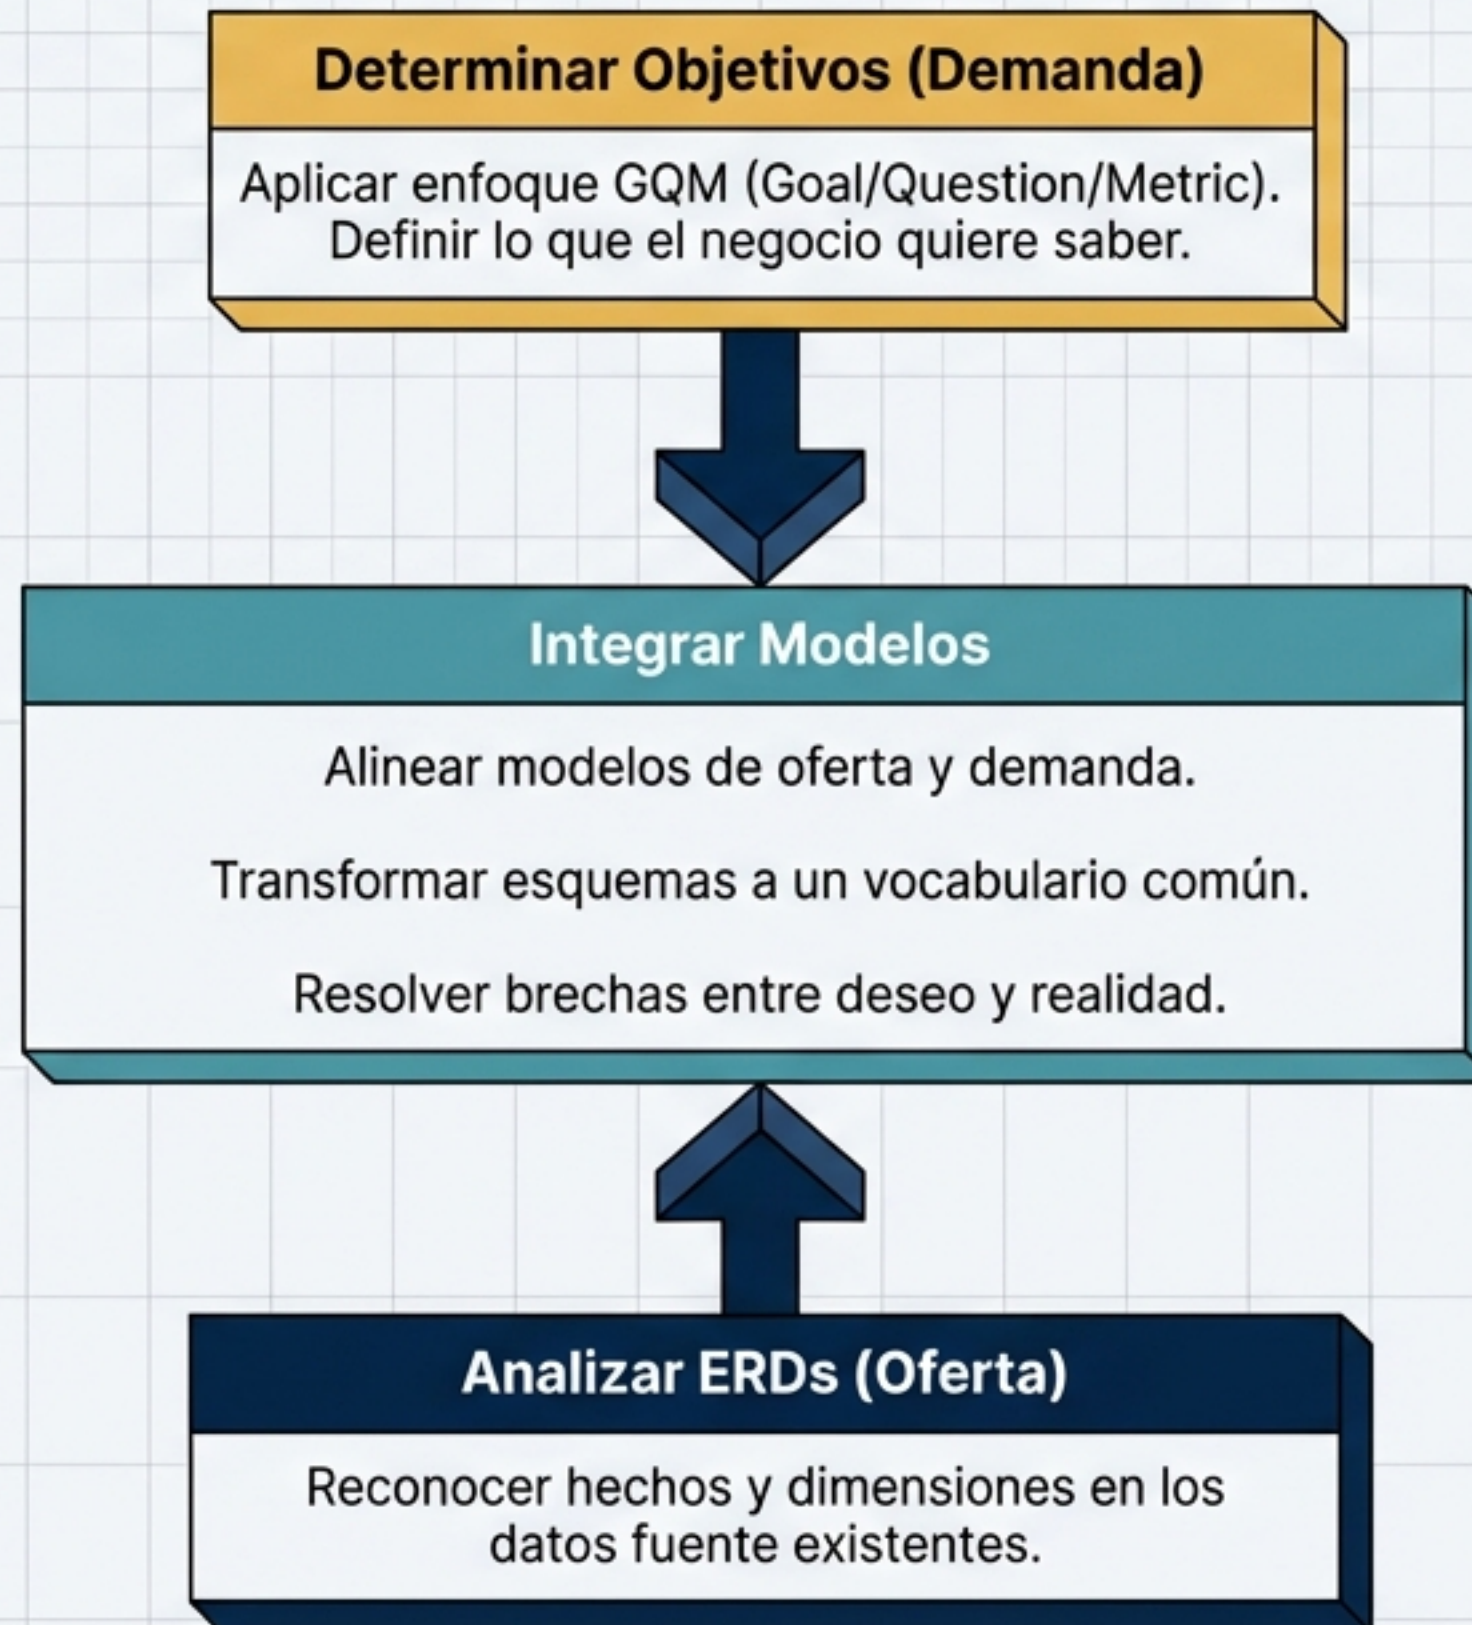 Determinar Objetivos (Demanda)
Aplicar enfoque GQM (Goal/Question/Metric).
Definir lo que el negocio quiere saber.
Integrar Modelos
Alinear modelos de oferta y demanda.
Transformar esquemas a un vocabulario común.
Resolver brechas entre deseo y realidad.
Analizar ERDs (Oferta)
Reconocer hechos y dimensiones en los
datos fuente existentes.